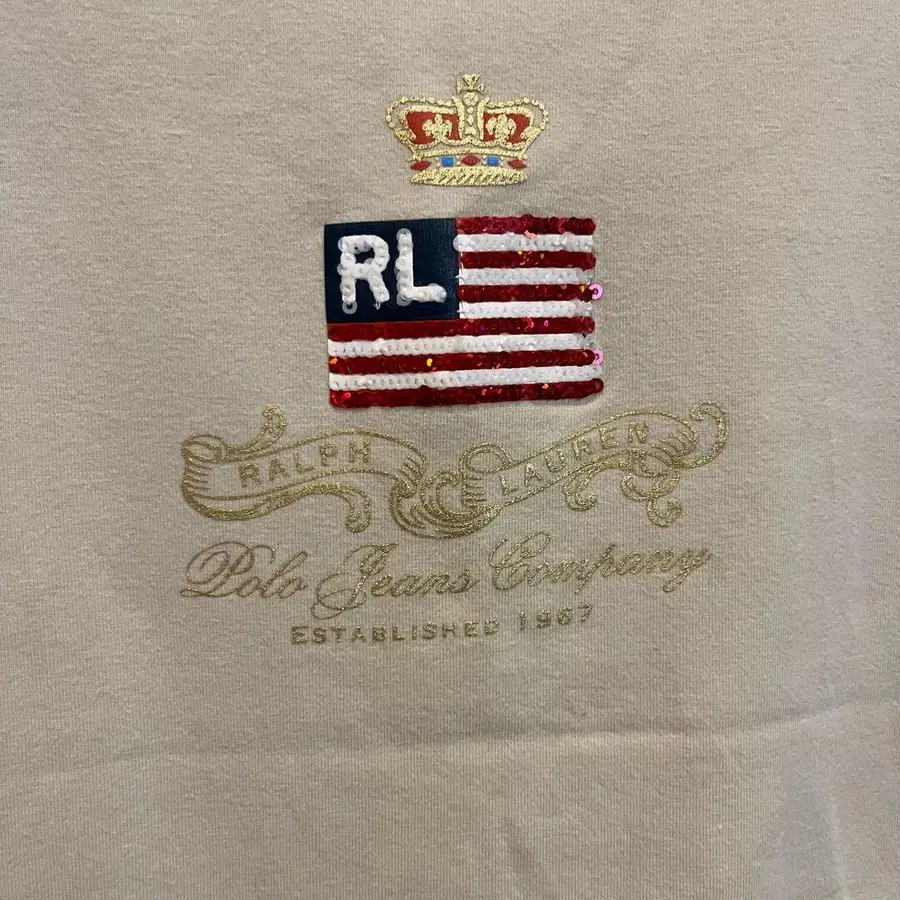 RL
RALPH LAUREN
Polo Jeans Company
ESTABLISHED 1967